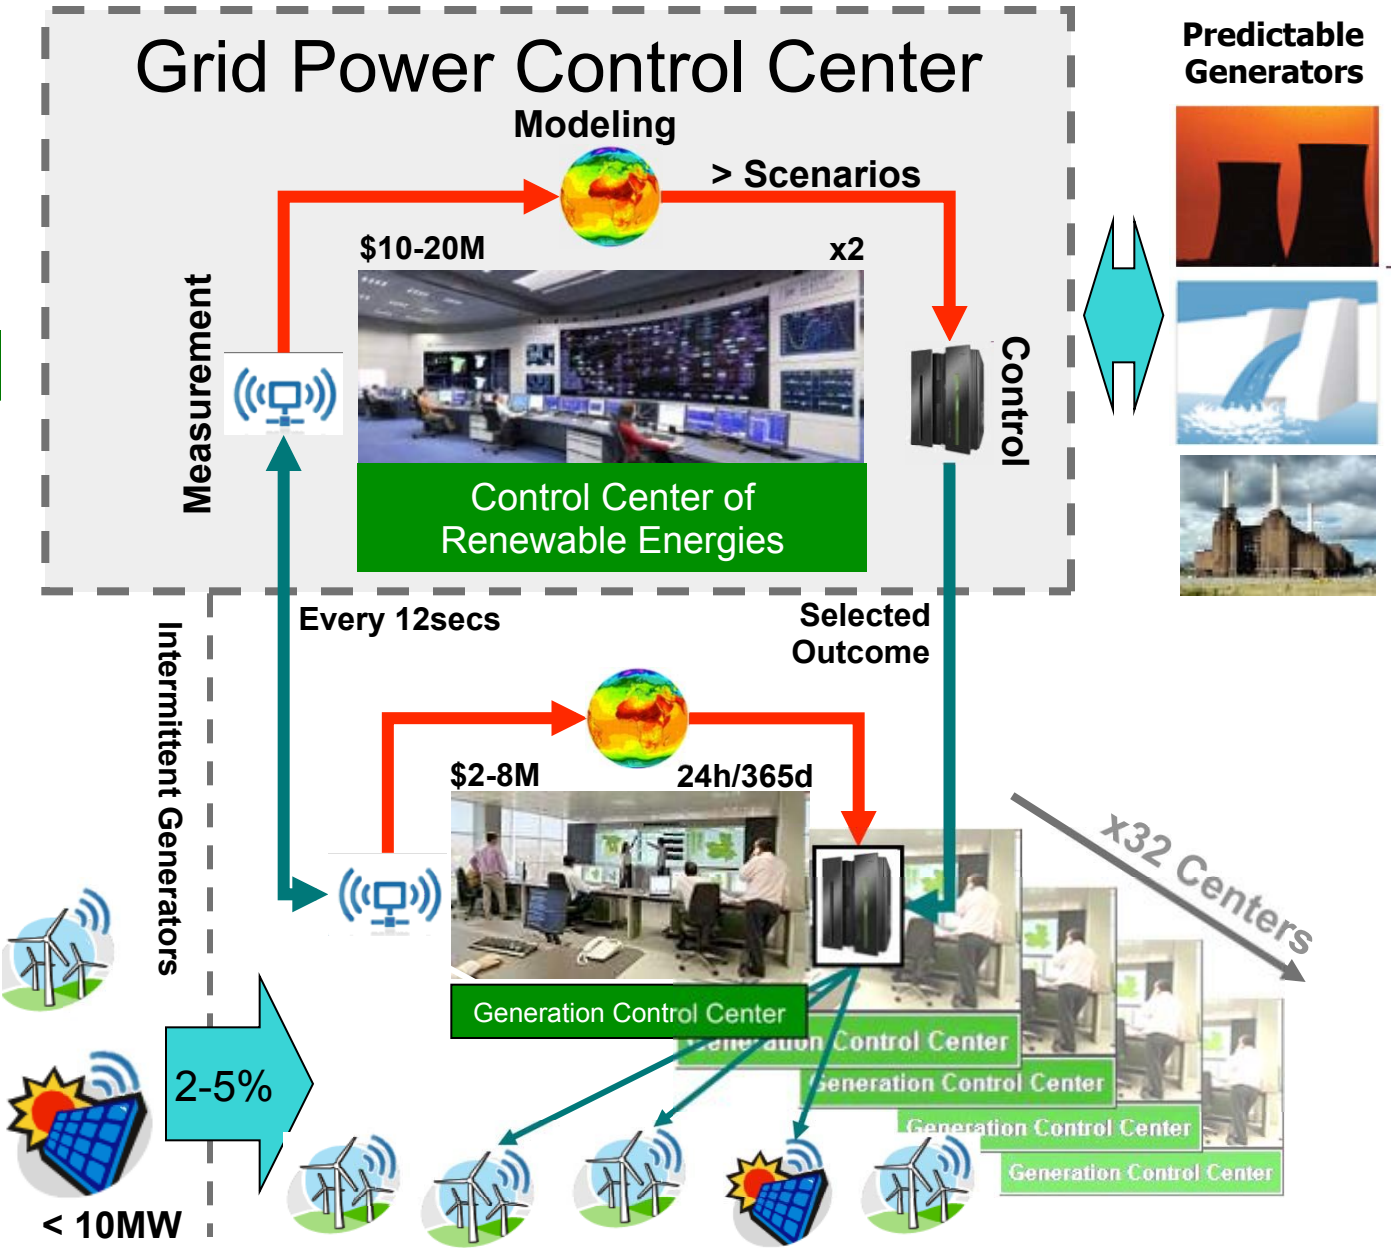 Grid Power Control Center
Predictable
Generators
Modeling
> Scenarios
$10-20M
x2
Measurement
Control
Control Center of
Renewable Energies
Every 12secs
Selected
Outcome
Intermittent Generators
$2-8M
24h/365d
x32 Centers
Generation Control Center
Generation Control Center
Generation Control Center
Generation Control Center
Generation Control Center
2-5%
< 10MW